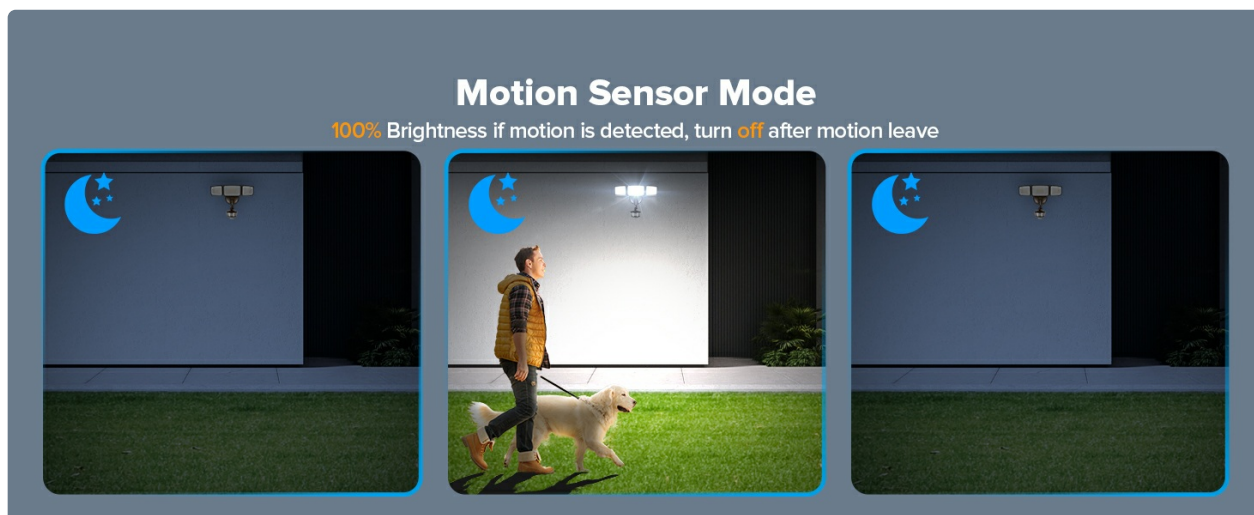 Motion Sensor Mode
100% Brightness if motion is detected, turn off after motion leave